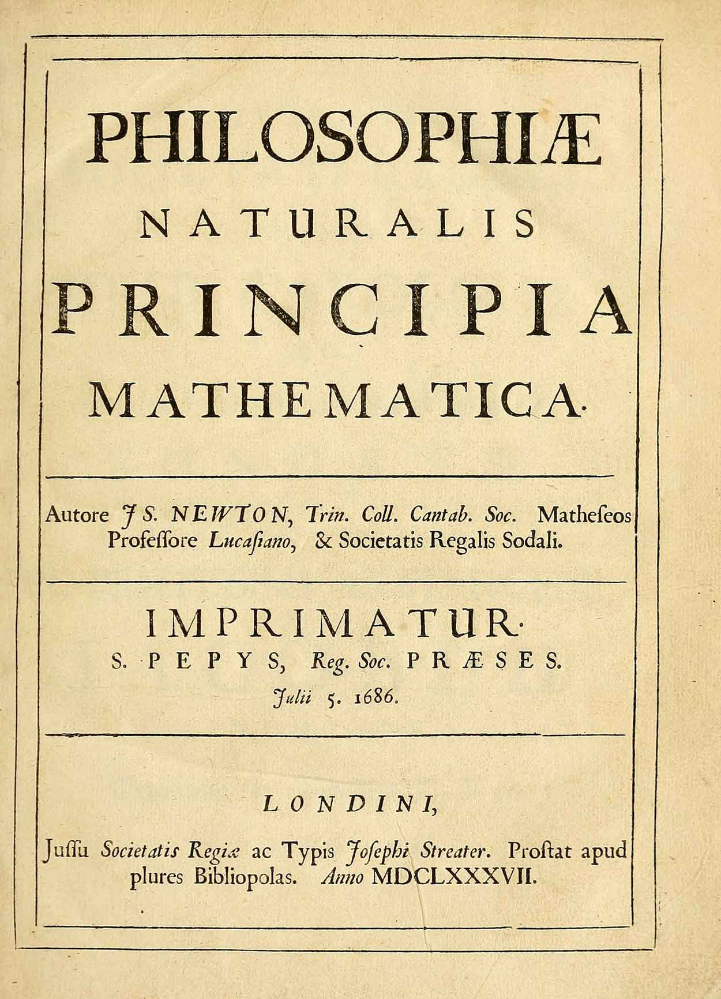 PHILOSOPHIÆ
NATURALIS
PRINCIPIA
MATHEMATICA.
Autore JS. NEWTON, Trin. Coll. Cantab. Soc. Matheſeos
Profeſſore Lucaſiano, & Societatis Regalis Sodali.
IMPRIMATUR.
S. PEPYS, Reg. Soc. PRÆSES.
Julii 5. 1686.
LONDINI,
Juſſu Societatis Regiæ ac Typis Joſephi Streater. Proſtat apud
plures Bibliopolas. Anno MDCLXXXVII.